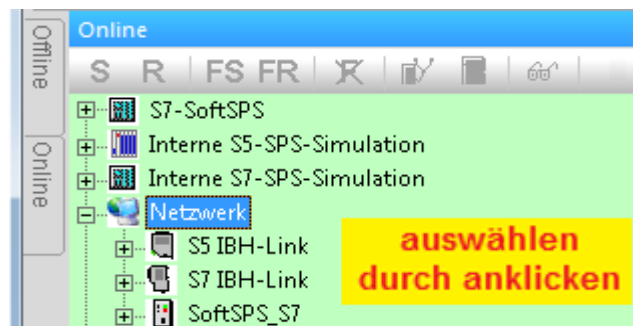 Offline
Online
Online
S R FS FR
S7-SoftSPS
Interne S5-SPS-Simulation
Interne S7-SPS-Simulation
Netzwerk
S5 IBH-Link
S7 IBH-Link
SoftSPS_S7
auswählen
durch anklicken